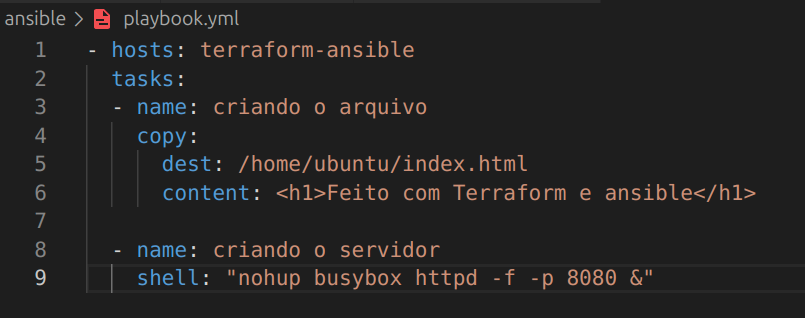 ansible > playbook.yml
1 - hosts: terraform-ansible
2 tasks:
3 - name: criando o arquivo
4 copy:
5 dest: /home/ubuntu/index.html
6 content: <h1>Feito com Terraform e ansible</h1>
7
8 - name: criando o servidor
9 shell: "nohup busybox httpd -f -p 8080 &"